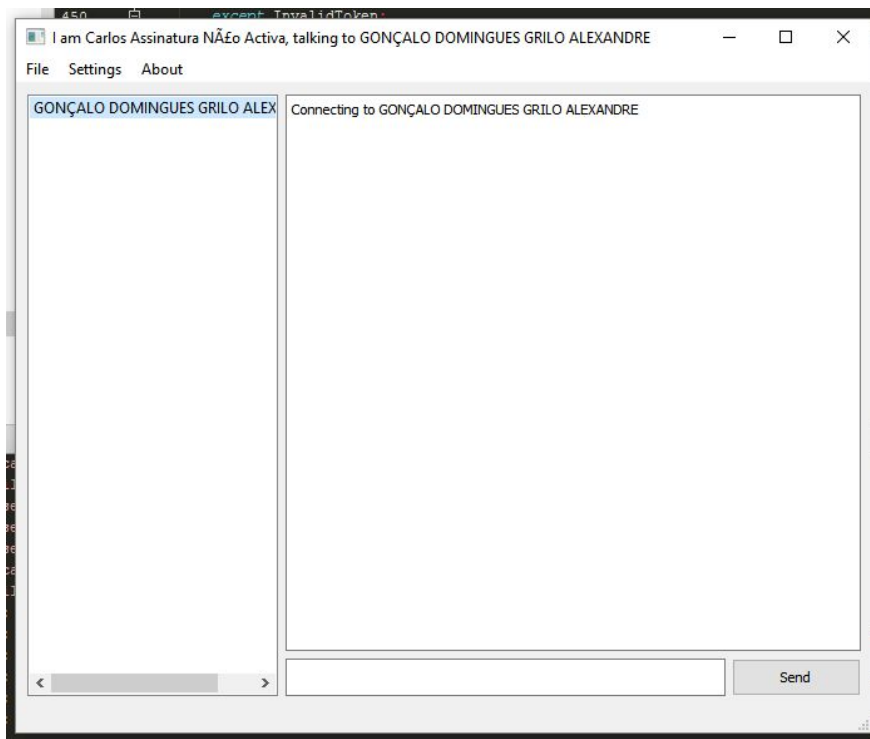 450 except InvalidToken:
I am Carlos Assinatura NÃ£o Activa, talking to GONÇALO DOMINGUES GRILO ALEXANDRE
File Settings About
GONÇALO DOMINGUES GRILO ALEX
Connecting to GONÇALO DOMINGUES GRILO ALEXANDRE
Send